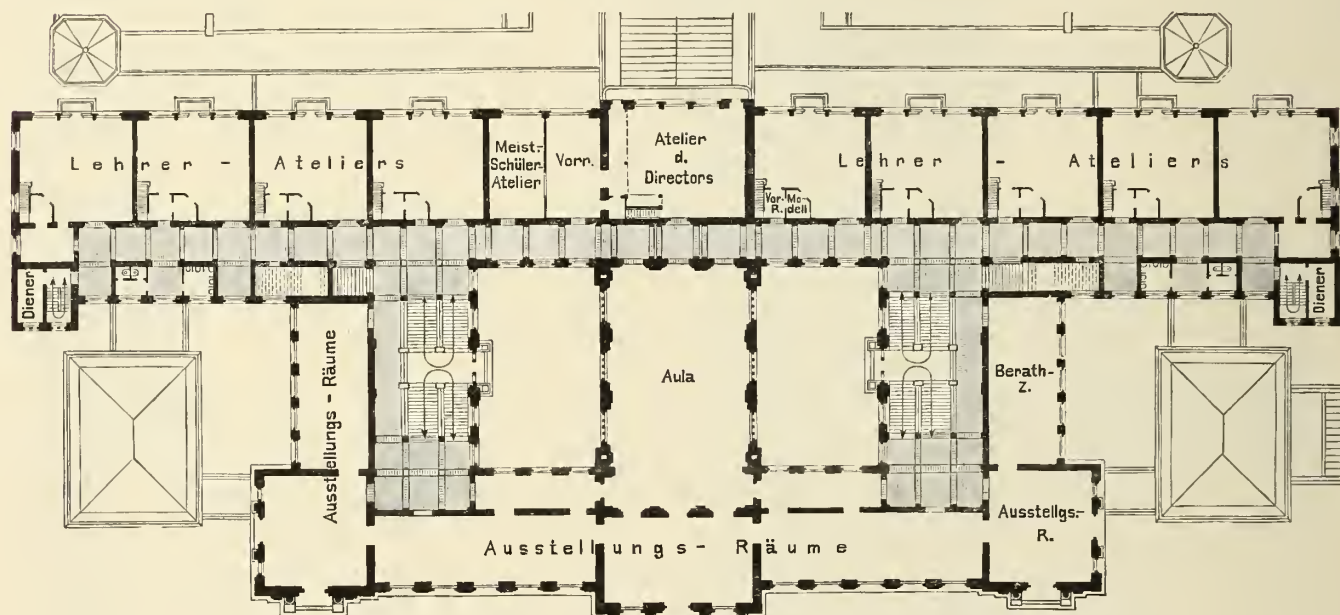 Lehrer - Ateliers
Meist-
Schüler-
Atelier
Vorr.
Atelier
d.
Directors
Lehrer - Ateliers
Vor. Mo-
R. dell
Diener
Diener
Ausstellungs - Räume
Aula
Berath-
Z.
Ausstellgs.-
R.
Ausstellungs - Räume